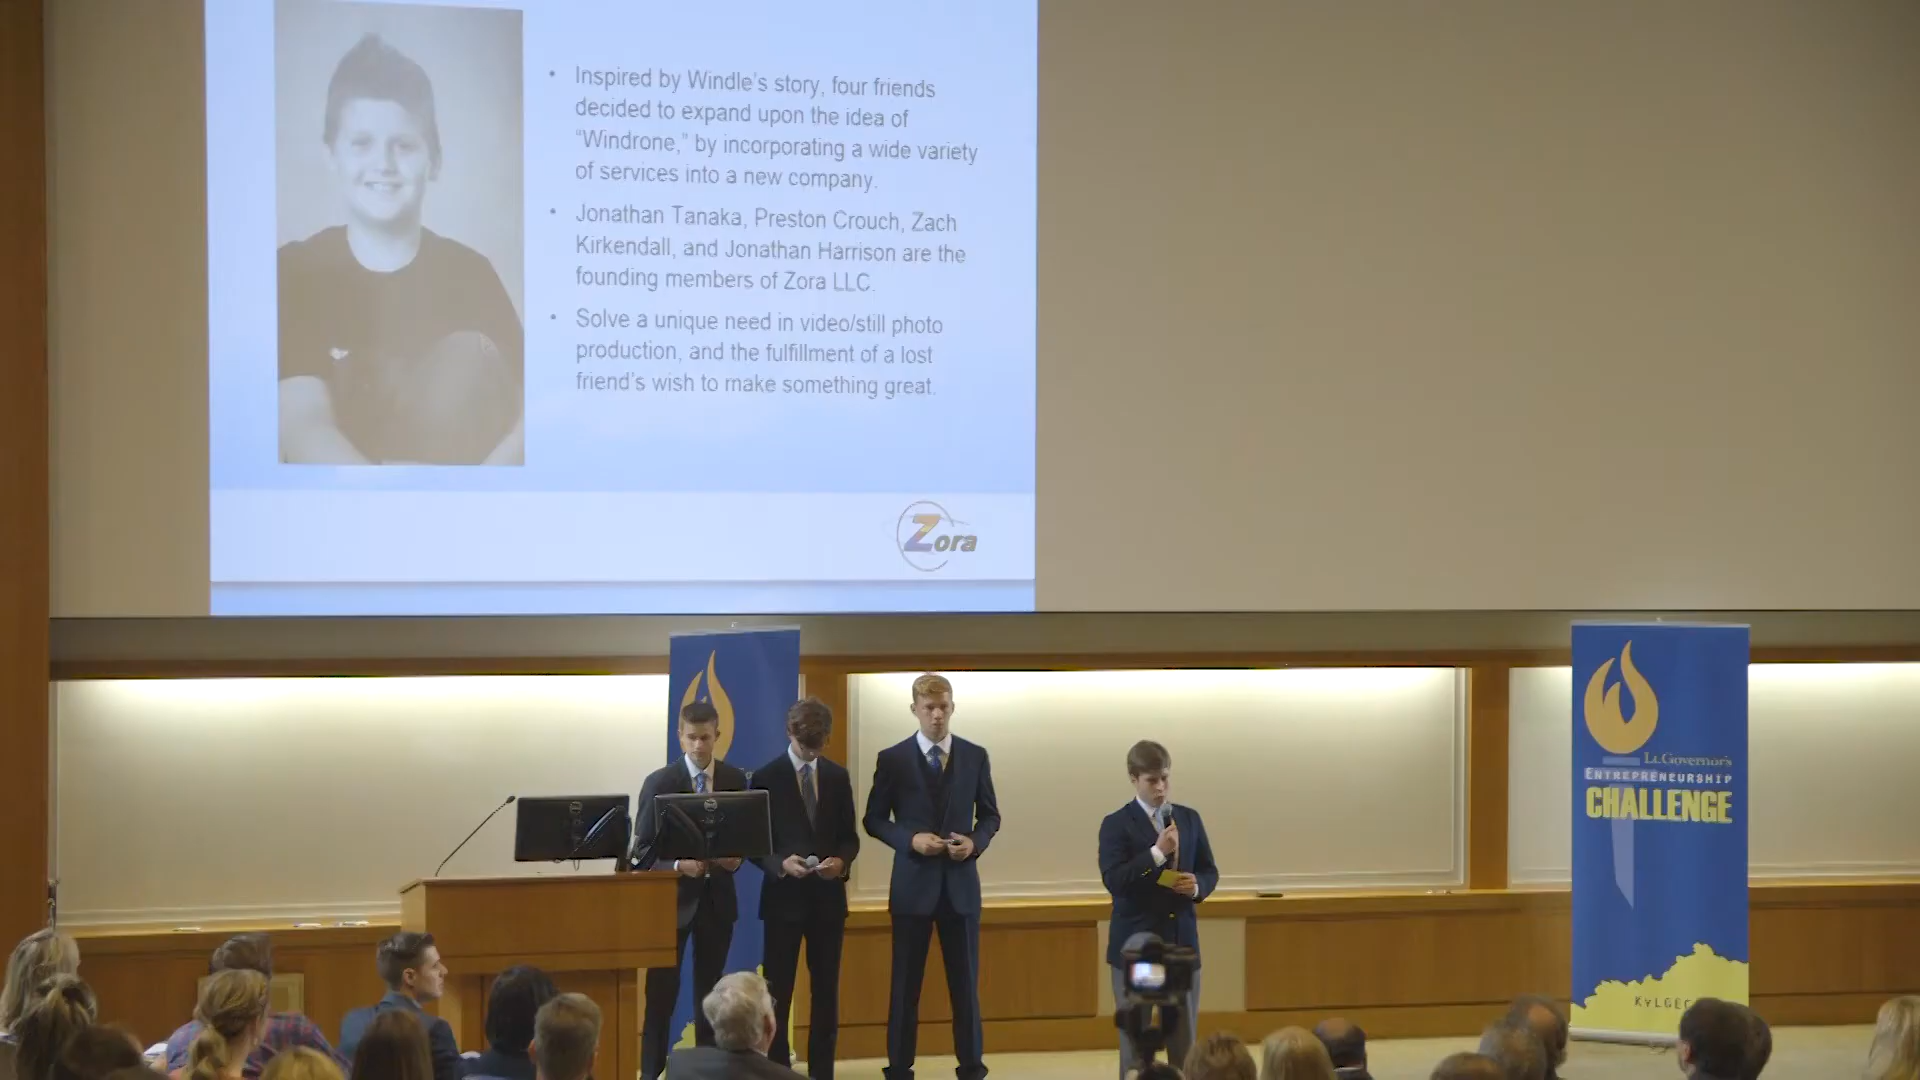 • Inspired by Windle's story, four friends
decided to expand upon the idea of
"Windrone," by incorporating a wide variety
of services into a new company.
• Jonathan Tanaka, Preston Crouch, Zach
Kirkendall, and Jonathan Harrison are the
founding members of Zora LLC.
• Solve a unique need in video/still photo
production, and the fulfillment of a lost
friend's wish to make something great.
Zora
Lt.Governor's
ENTREPRENEURSHIP
CHALLENGE